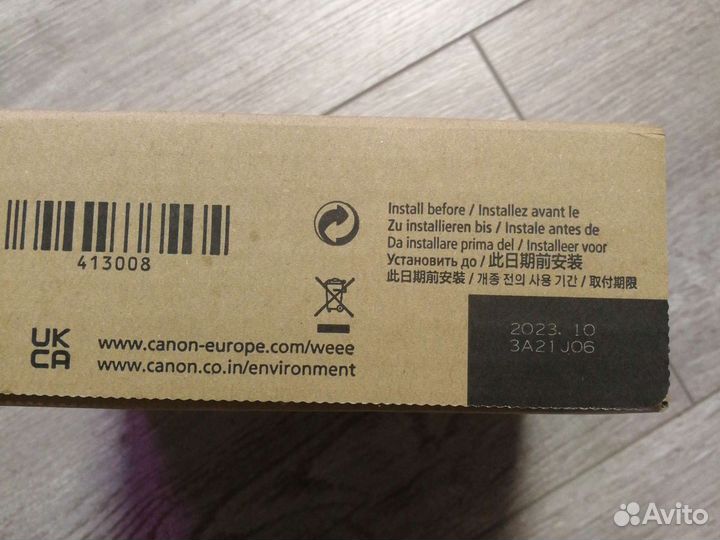 413008
UK
CA
Install before / Installez avant le
Zu installieren bis / Instale antes de
Da installare prima del / Installeer voor
Установить до / 此日期前安装
此日期前安裝 / 개종 전의 사용 기간 / 取付期限
www.canon-europe.com/weee
www.canon.co.in/environment
2023. 10
3A21J06
Avito